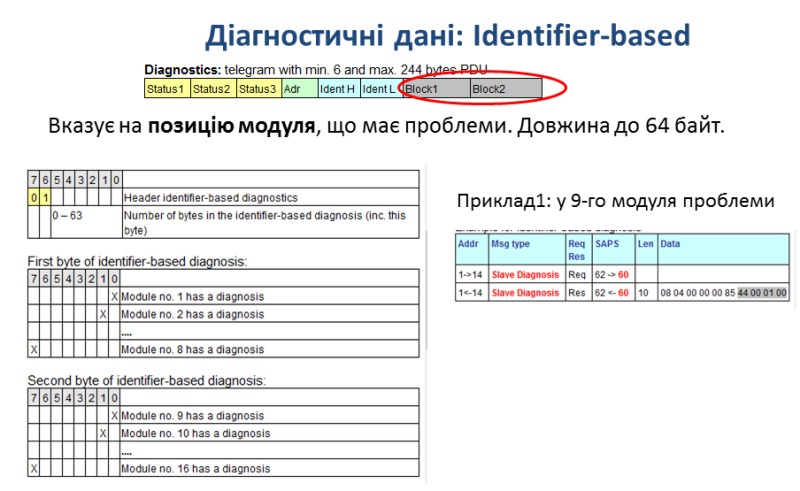 Діагностичні дані: Identifier-based
Diagnostics: telegram with min. 6 and max. 244 bytes PDU
Status1 Status2 Status3 Adr Ident H Ident L Block1 Block2
Вказує на позицію модуля, що має проблеми. Довжина до 64 байт.
7 6 5 4 3 2 1 0
0 1 Header identifier-based diagnostics
0 – 63 Number of bytes in the identifier-based diagnostics (inc. this
byte)
First byte of identifier-based diagnosis:
7 6 5 4 3 2 1 0
X Module no. 1 has a diagnosis
X Module no. 2 has a diagnosis
....
X Module no. 8 has a diagnosis
Second byte of identifier-based diagnosis:
7 6 5 4 3 2 1 0
X Module no. 9 has a diagnosis
X Module no. 10 has a diagnosis
....
X Module no. 16 has a diagnosis
Приклад1: у 9-го модуля проблеми
Addr Msg type Req SAPS Len Data
Res
1->14 Slave Diagnosis Req 62 -> 60
1<-14 Slave Diagnosis Res 62 <- 60 10 08 04 00 00 00 85 44 00 01 00